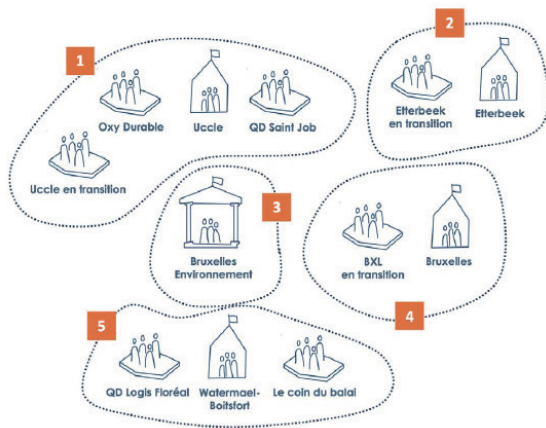 1
Oxy Durable
Uccle
QD Saint Job
Uccle en transition
2
Etterbeek
en transition
Etterbeek
3
Bruxelles
Environnement
BXL
en transition
Bruxelles
4
5
QD Logis Floréal
Watermael-
Boitsfort
Le coin du balai